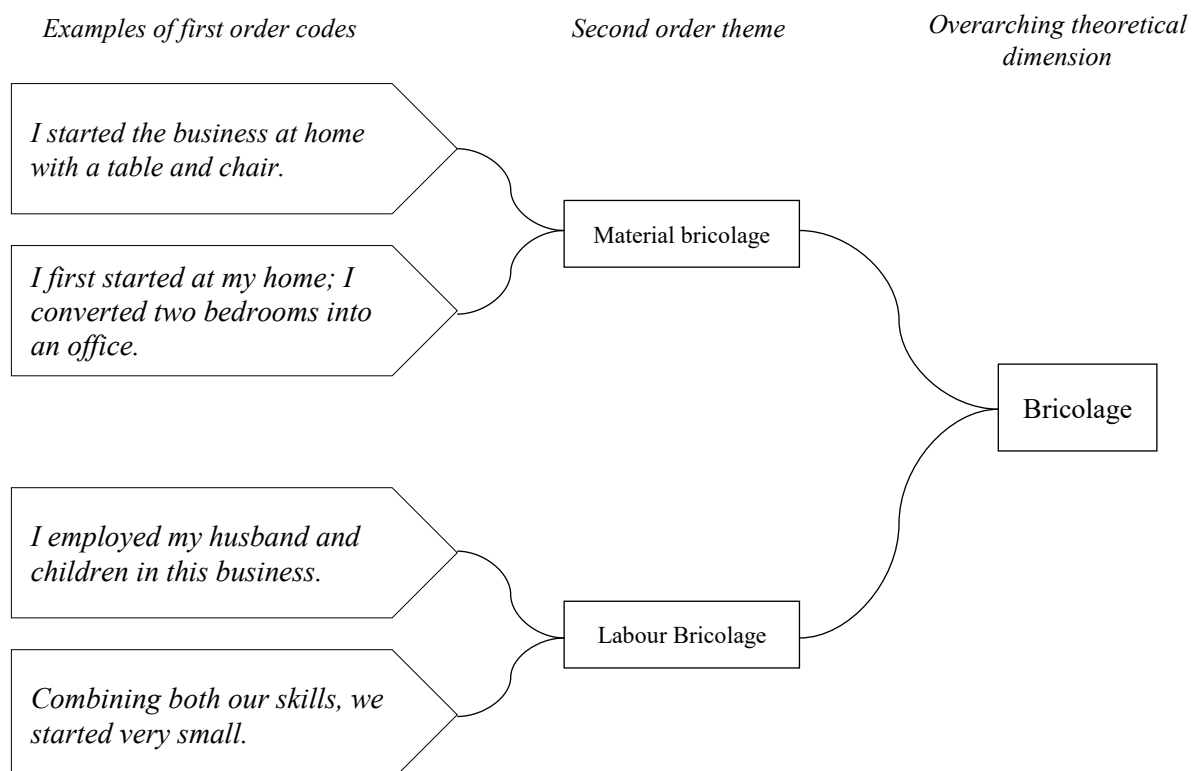 Examples of first order codes
Second order theme
Overarching theoretical
dimension
I started the business at home
with a table and chair.
I first started at my home; I
converted two bedrooms into
an office.
Material bricolage
Bricolage
I employed my husband and
children in this business.
Labour Bricolage
Combining both our skills, we
started very small.